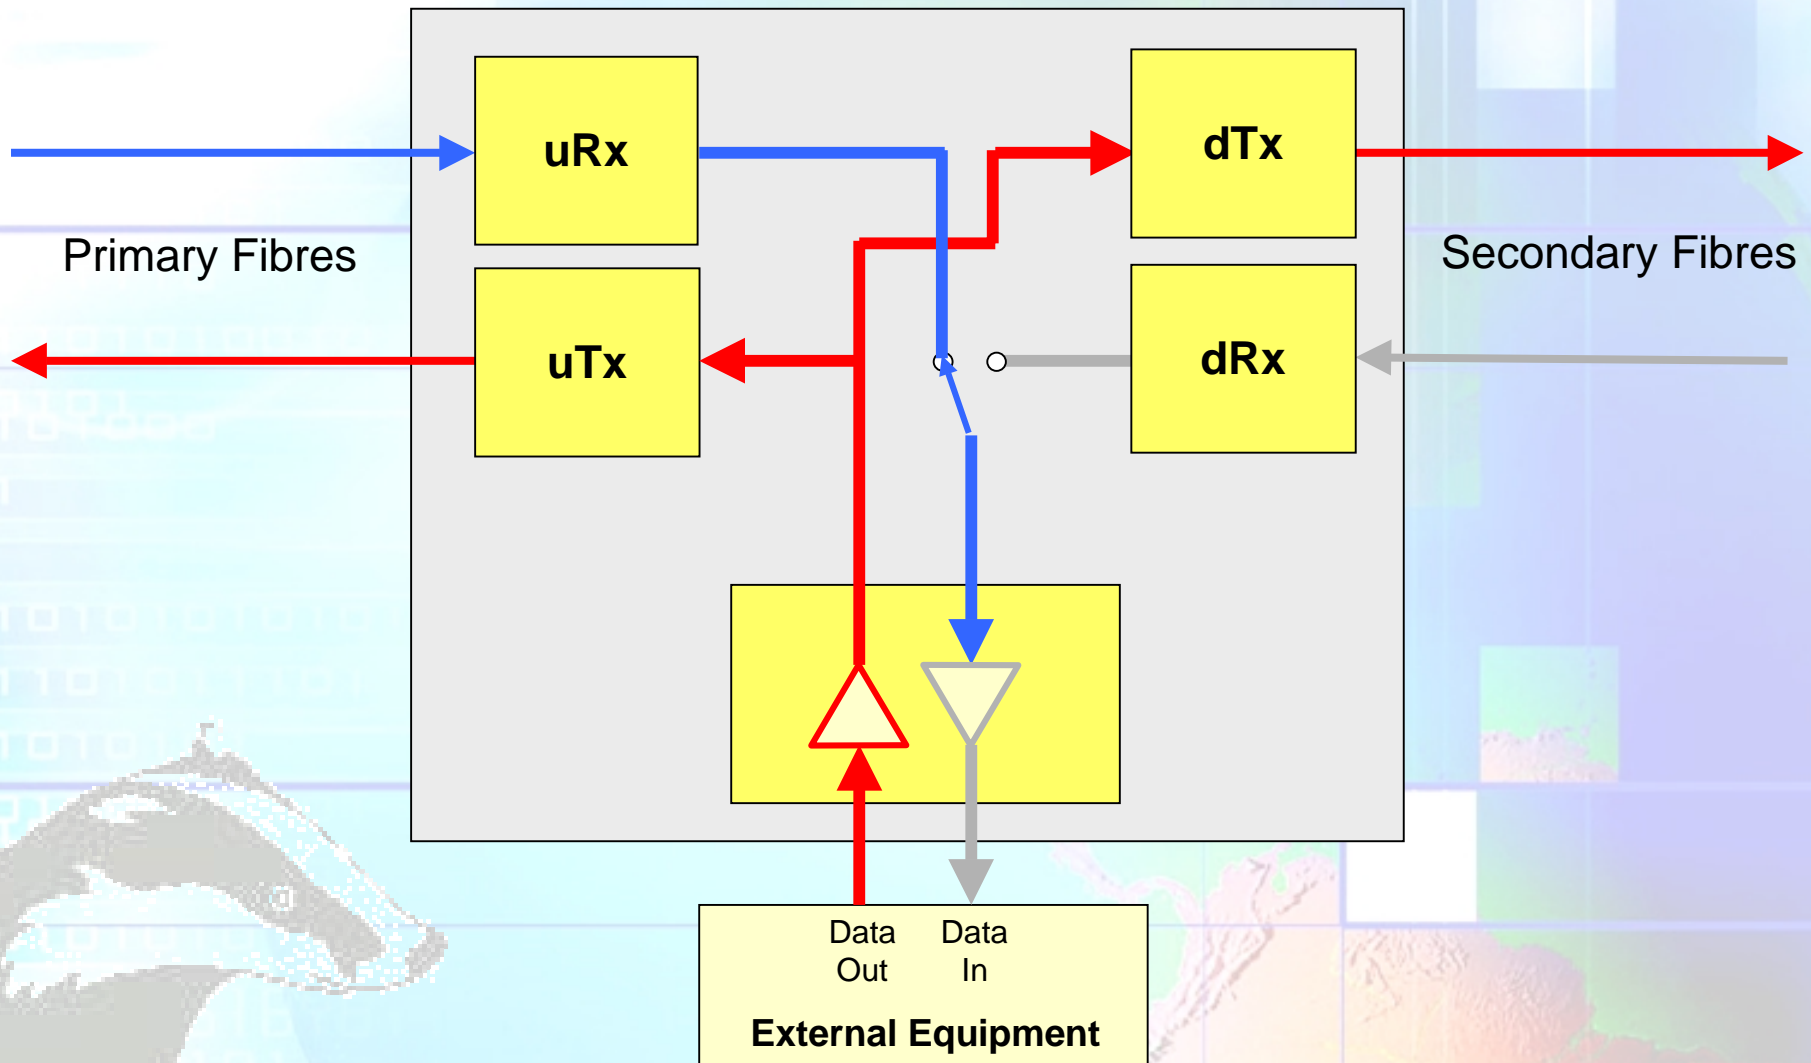 uRx
dTx
Primary Fibres
Secondary Fibres
uTx
dRx
Data Data
Out In
External Equipment